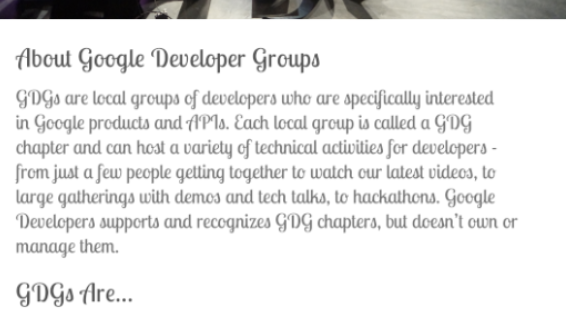 About Google Developer Groups
GDGs are local groups of developers who are specifically interested
in Google products and APIs. Each local group is called a GDG
chapter and can host a variety of technical activities for developers -
from just a few people getting together to watch our latest videos, to
large gatherings with demos and tech talks, to hackathons. Google
Developers supports and recognizes GDG chapters, but doesn't own or
manage them.
GDGs Are...